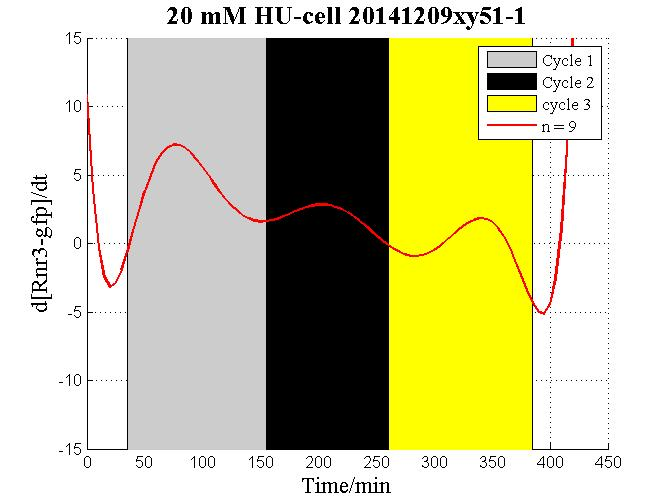 20 mM HU-cell 20141209xy51-1
15
10
5
0
-5
-10
-15
d[Rnr3-gfp]/dt
Cycle 1
Cycle 2
cycle 3
n = 9
0 50 100 150 200 250 300 350 400 450
Time/min